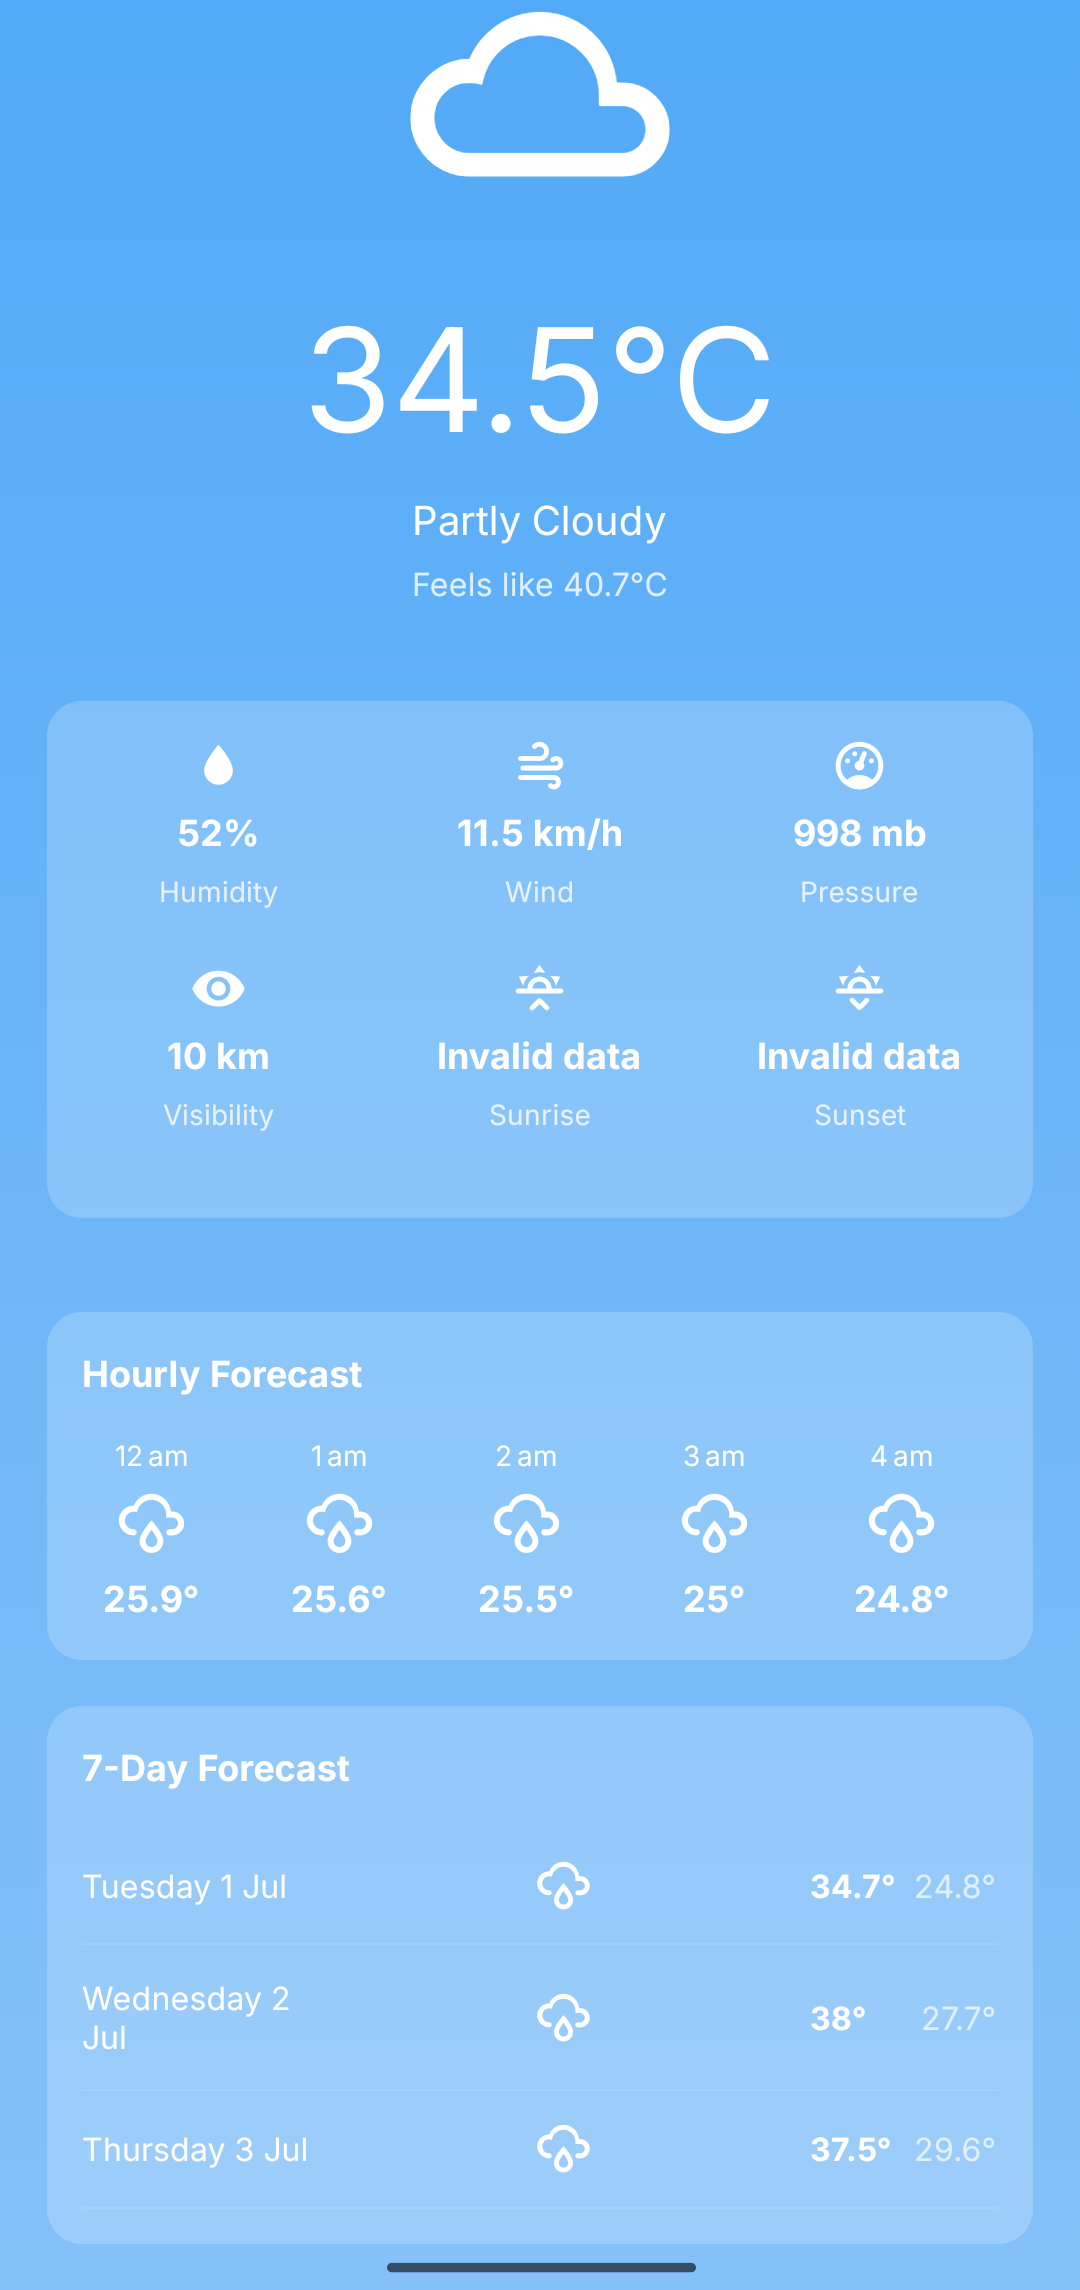 34.5°C
Partly Cloudy
Feels like 40.7°C
52%
11.5 km/h
998 mb
Humidity
Wind
Pressure
10 km
Invalid data
Invalid data
Visibility
Sunrise
Sunset
Hourly Forecast
12 am
1 am
2 am
3 am
4 am
25.9°
25.6°
25.5°
25°
24.8°
7-Day Forecast
Tuesday 1 Jul
34.7° 24.8°
Wednesday 2
Jul
38° 27.7°
Thursday 3 Jul
37.5° 29.6°